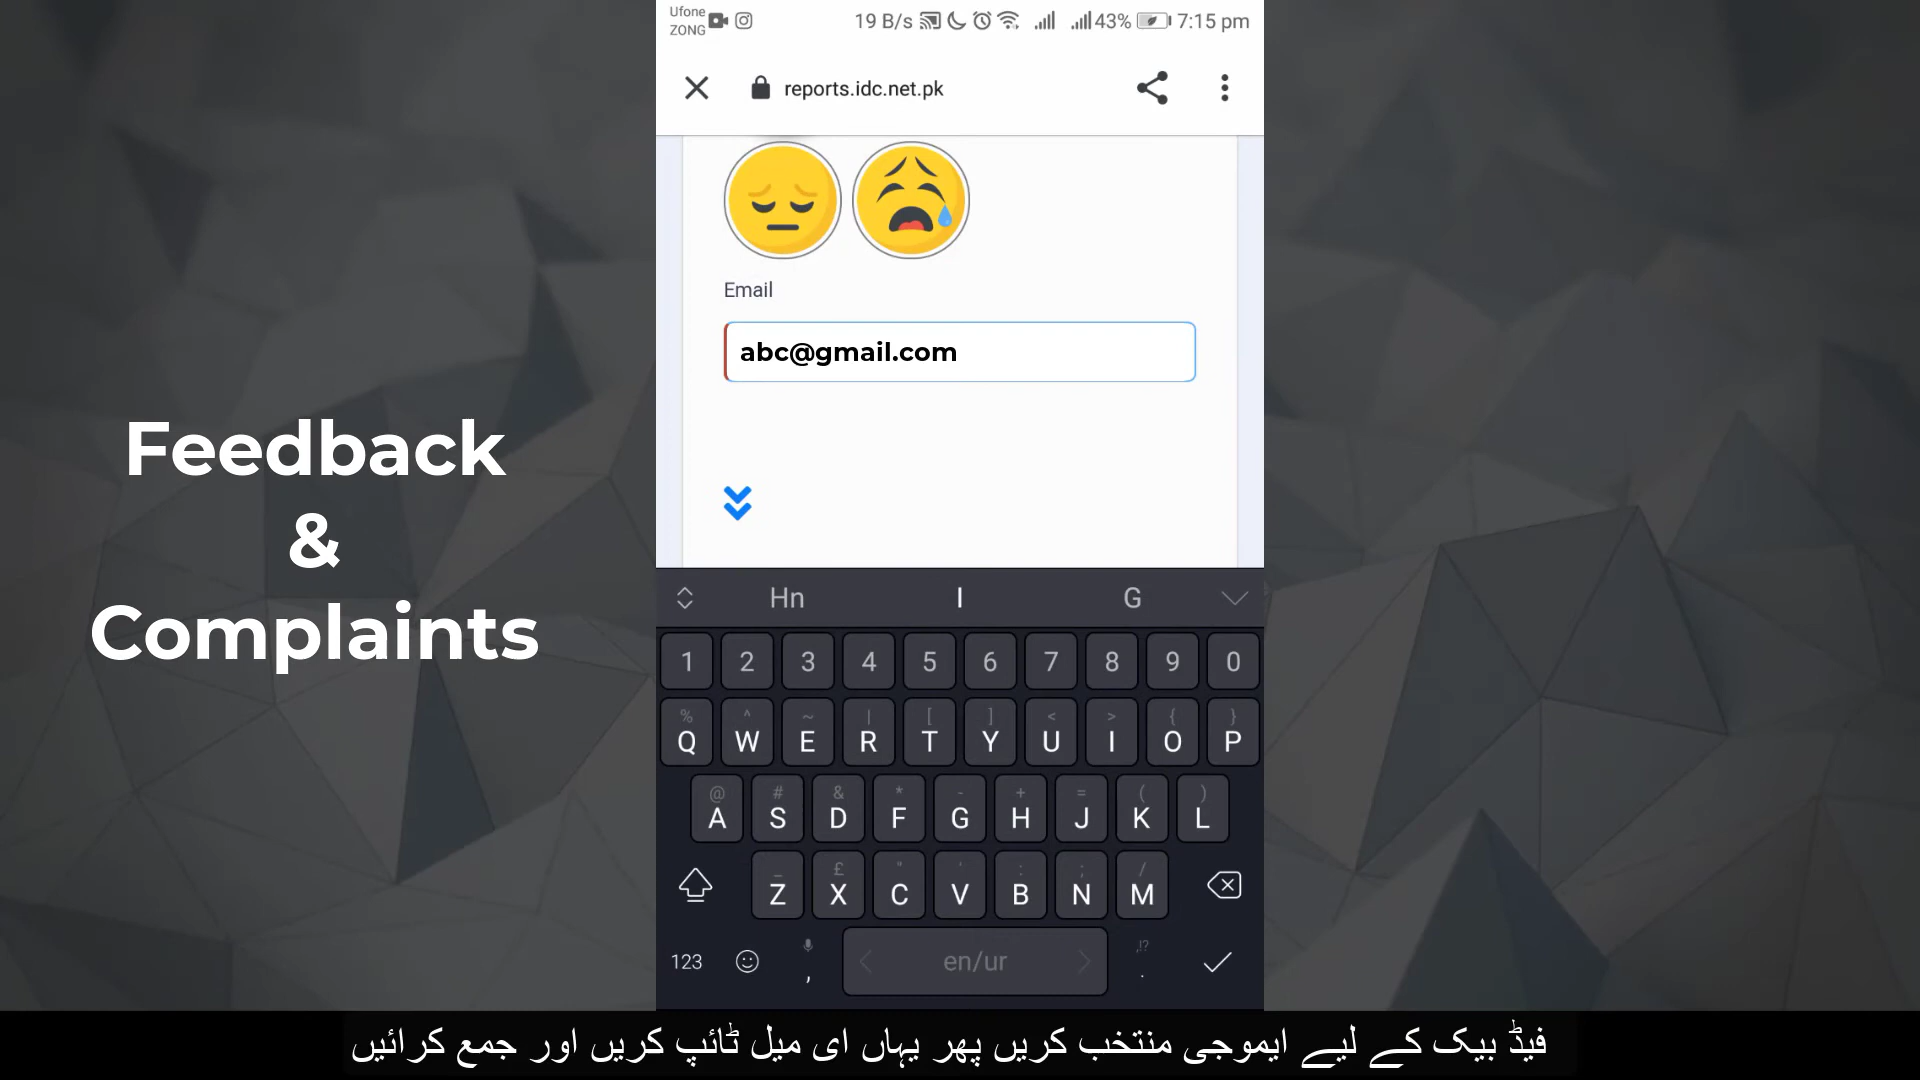 Ufone
ZONG
19 B/s
43%
7:15 pm
reports.idc.net.pk
Email
abc@gmail.com
Feedback
&
Complaints
Hn I G
1 2 3 4 5 6 7 8 9 0
% ^ ~ | [ ] < > { }
Q W E R T Y U I O P
@ # & * - + = ( )
A S D F G H J K L
_ £ " ' : ; /
Z X C V B N M
123 , en/ur ,!? .
فیڈ بیک کے لیے ایموجی منتخب کریں پھر یہاں ای میل ٹائپ کریں اور جمع کرائیں